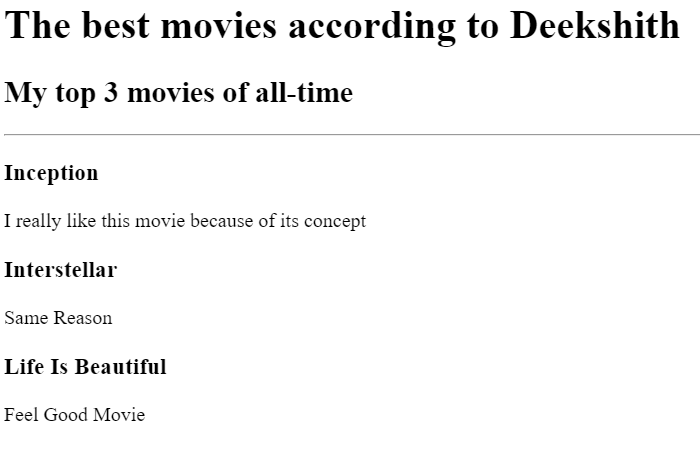 The best movies according to Deekshith
My top 3 movies of all-time
Inception
I really like this movie because of its concept
Interstellar
Same Reason
Life Is Beautiful
Feel Good Movie